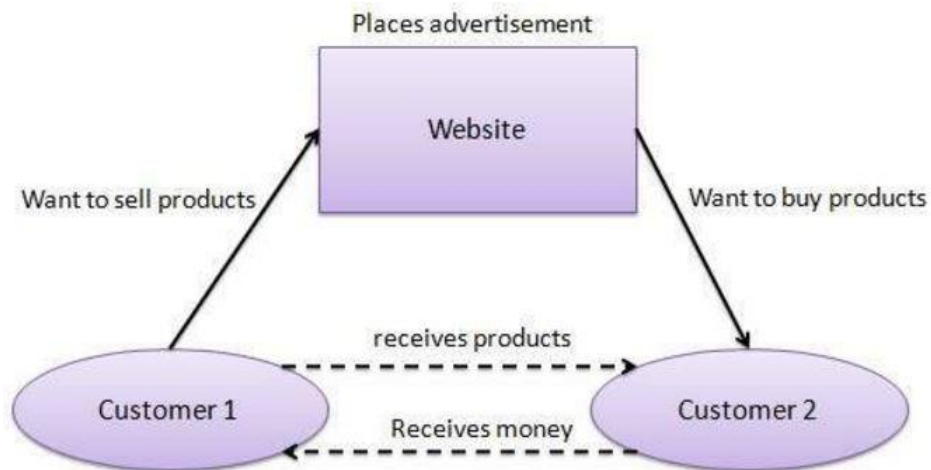 Places advertisement
Website
Want to sell products
Want to buy products
receives products
Customer 1
Customer 2
Receives money